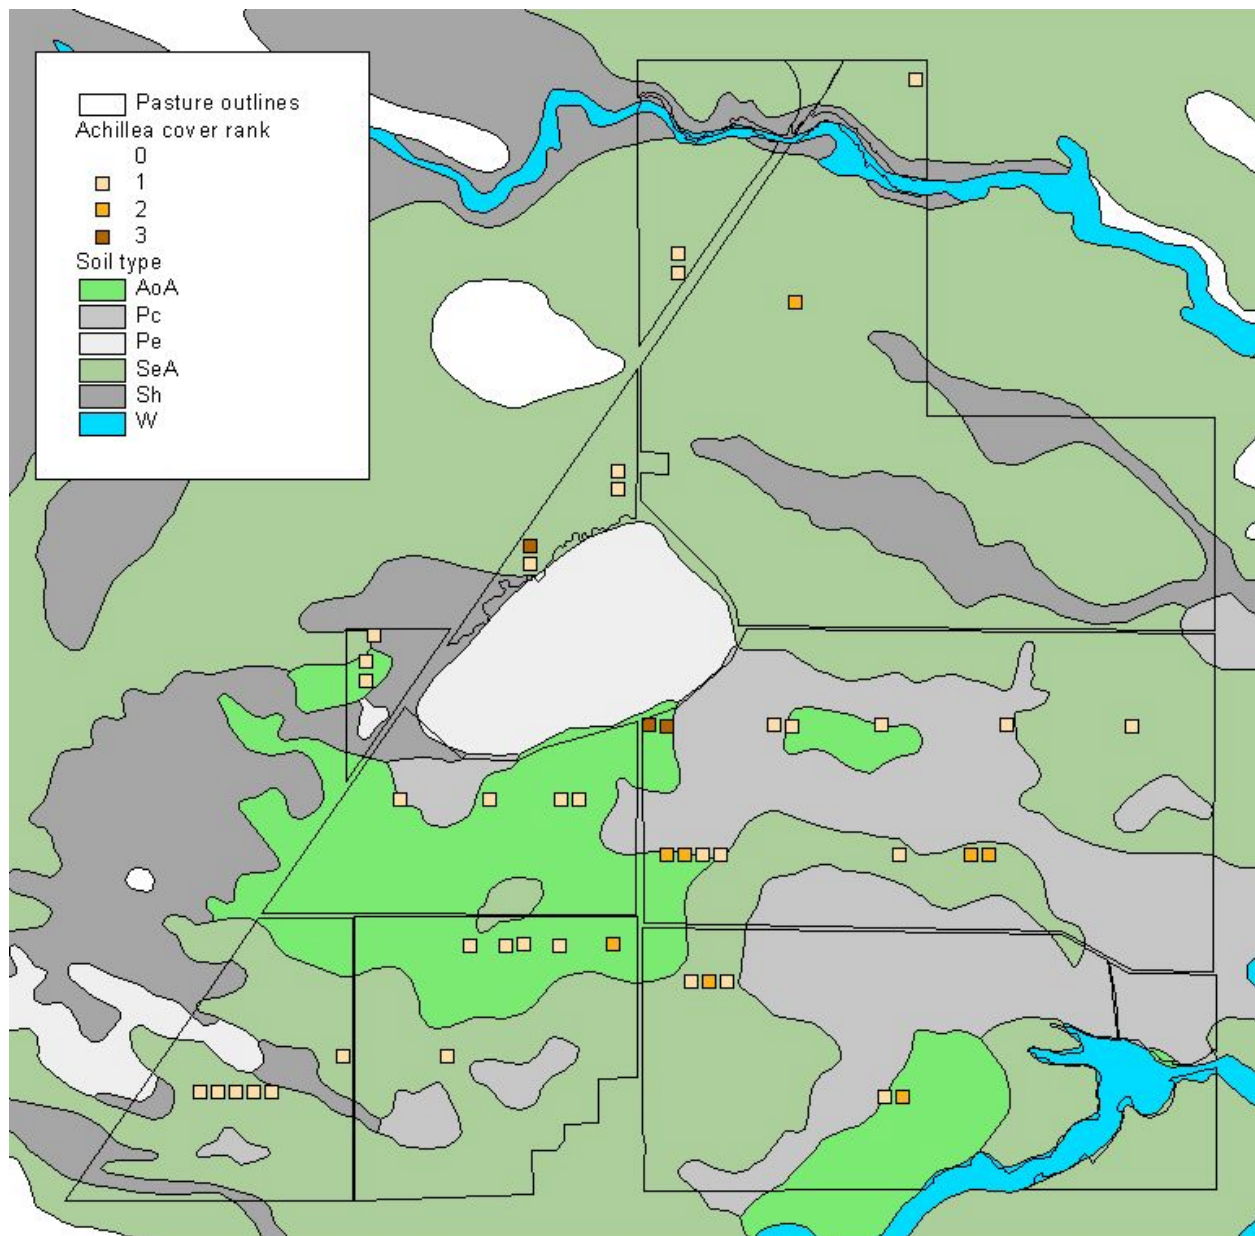 Pasture outlines
Achillea cover rank
0
1
2
3
Soil type
AoA
Pc
Pe
SeA
Sh
W